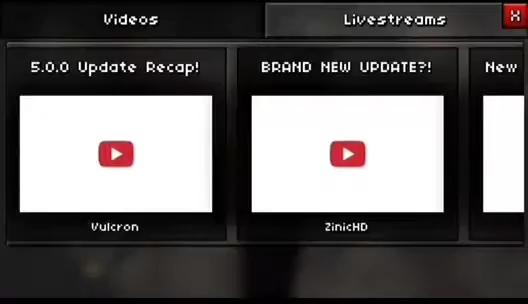 Videos
Livestreams
X
5.0.0 Update Recap!
BRAND NEW UPDATE?!
New
Vulcron
ZinicHD